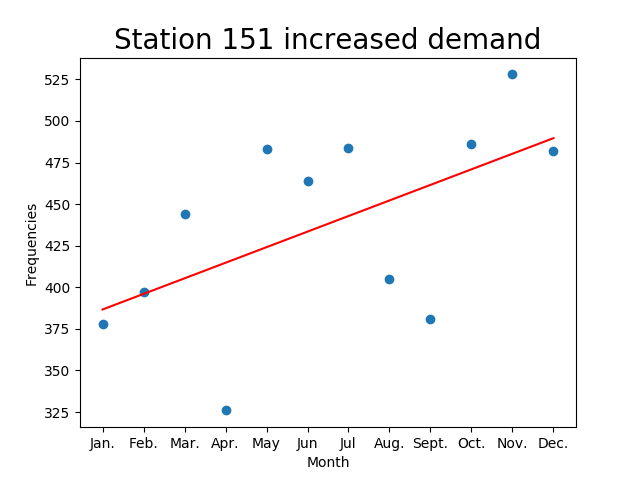 Station 151 increased demand
Frequencies
525
500
475
450
425
400
375
350
325
Jan. Feb. Mar. Apr. May Jun Jul Aug. Sept. Oct. Nov. Dec.
Month